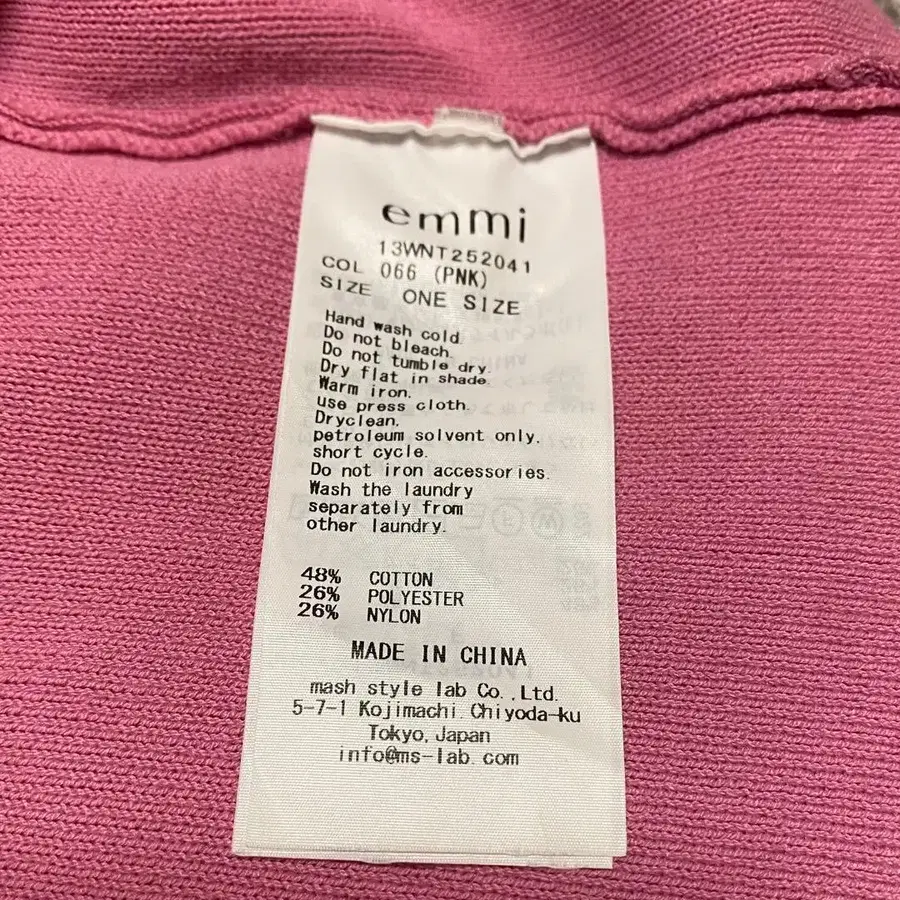 emmi
13WNT252041
COL 066 (PNK)
SIZE ONE SIZE
Hand wash cold.
Do not bleach.
Do not tumble dry.
Dry flat in shade.
Warm iron.
use press cloth.
Dryclean.
petroleum solvent only.
short cycle.
Do not iron accessories.
Wash the laundry
separately from
other laundry.
48% COTTON
26% POLYESTER
26% NYLON
MADE IN CHINA
mash style lab Co.,Ltd.
5-7-1 Kojimachi Chiyoda-ku
Tokyo, Japan
info@ms-lab.com